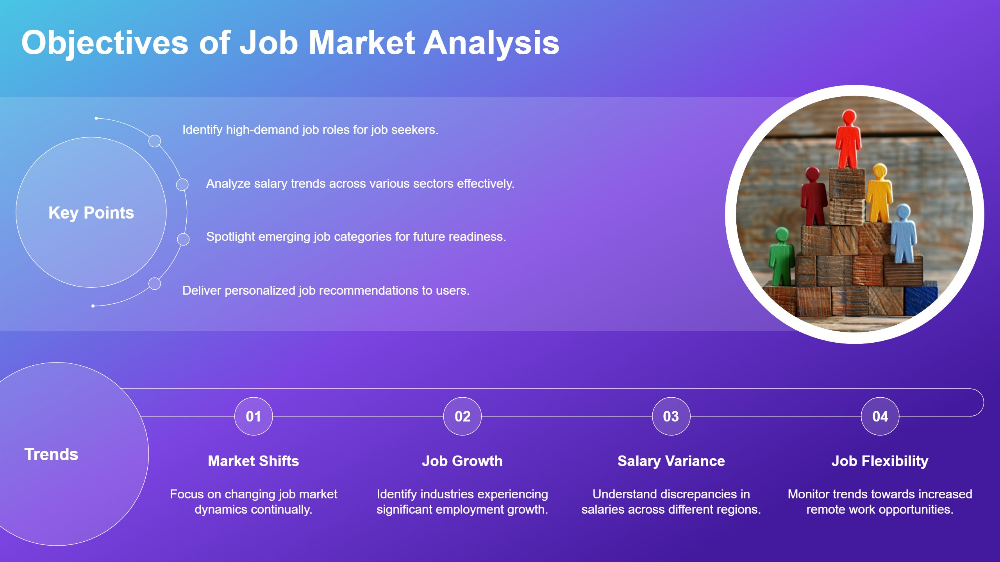 Objectives of Job Market Analysis
Key Points
Identify high-demand job roles for job seekers.
Analyze salary trends across various sectors effectively.
Spotlight emerging job categories for future readiness.
Deliver personalized job recommendations to users.
Trends
01
Market Shifts
Focus on changing job market
dynamics continually.
02
Job Growth
Identify industries experiencing
significant employment growth.
03
Salary Variance
Understand discrepancies in
salaries across different regions.
04
Job Flexibility
Monitor trends towards increased
remote work opportunities.